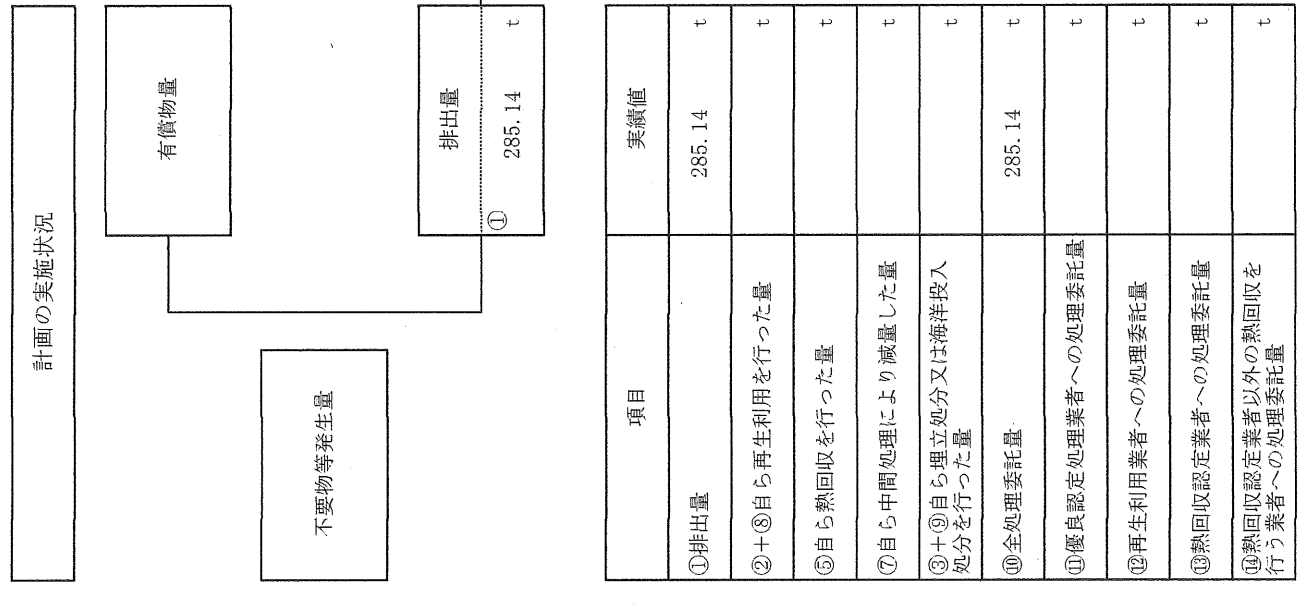 計画の実施状況
有償物量
不要物等発生量
排出量
① 285.14 t
項目 実績値
①排出量 285.14 t
②+⑧自ら再生利用を行った量 t
⑤自ら熱回収を行った量 t
⑦自ら中間処理により減量した量 t
③+⑨自ら埋立処分又は海洋投入
処分を行った量 t
⑩全処理委託量 285.14 t
⑪優良認定処理業者への処理委託量 t
⑫再生利用業者への処理委託量 t
⑬熱回収認定業者への処理委託量 t
⑭熱回収認定業者以外の熱回収を
行う業者への処理委託量 t